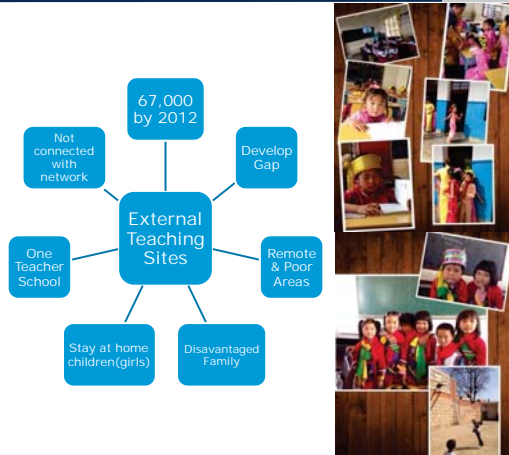 67,000
by 2012
Not
connected
with
network
Develop
Gap
External
Teaching
Sites
One
Teacher
School
Remote
& Poor
Areas
Stay at home
children(girls)
Disavantaged
Family